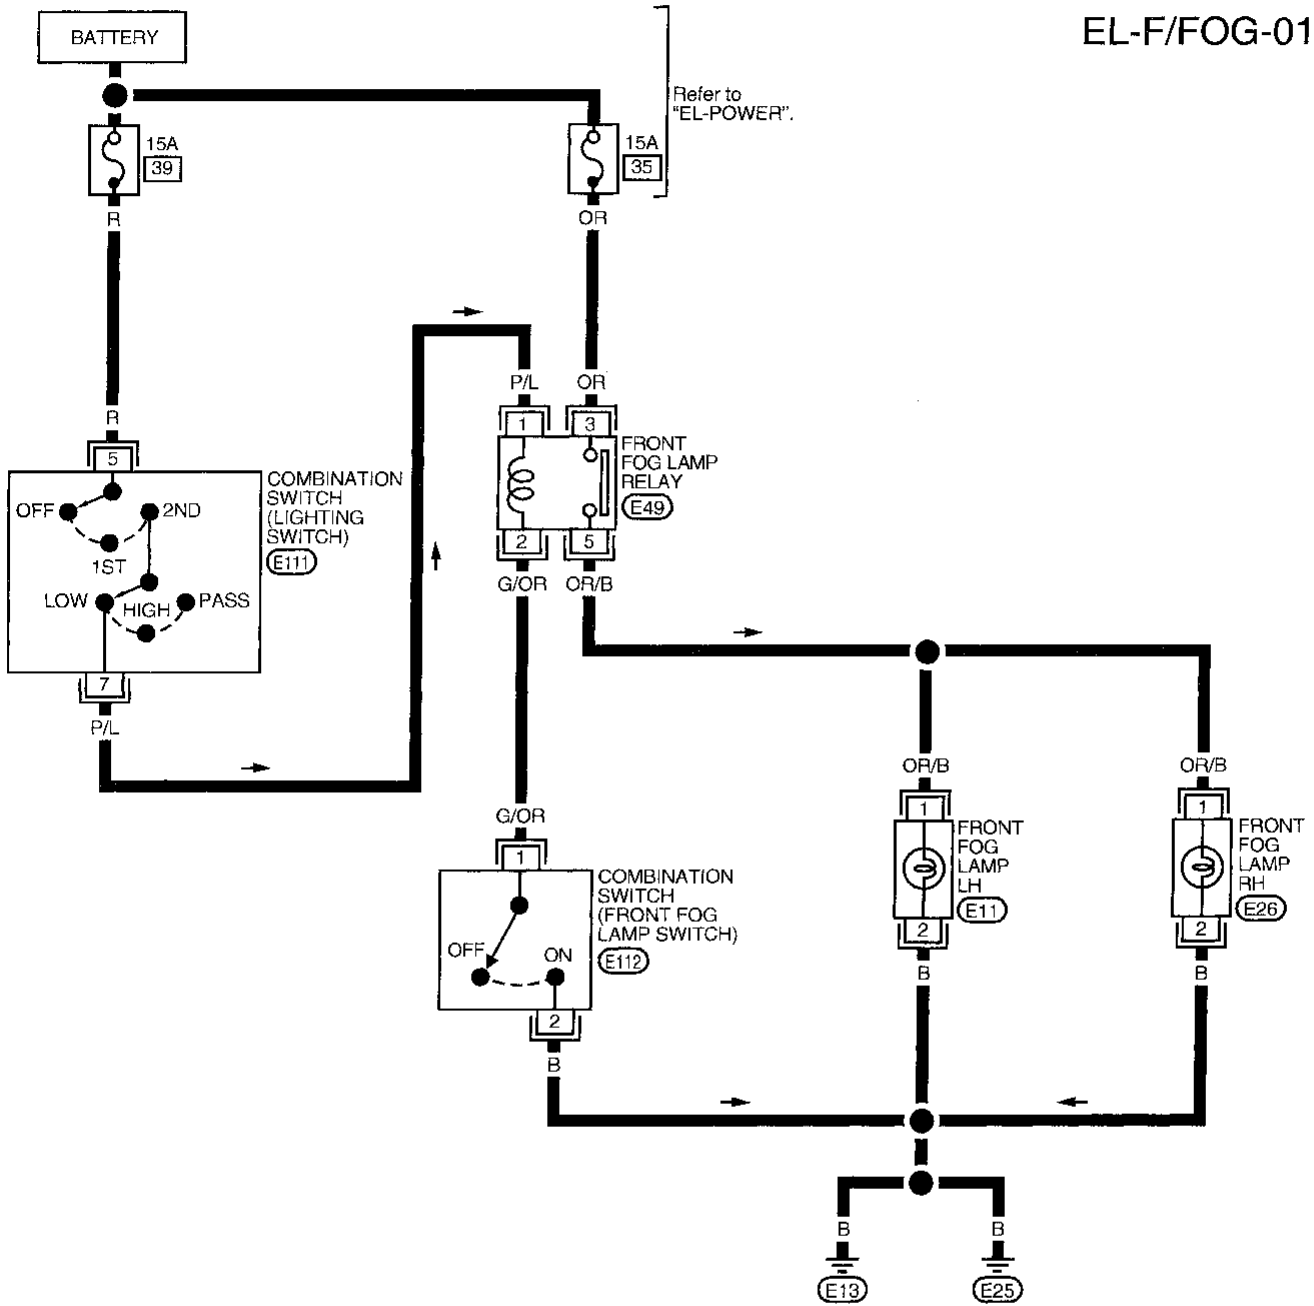 EL-F/FOG-01
BATTERY
Refer to
"EL-POWER".
15A
39
15A
35
R
OR
R
P/L
OR
5
1
3
FRONT
FOG LAMP
RELAY
E49
COMBINATION
SWITCH
(LIGHTING
SWITCH)
E111
OFF
2ND
1ST
LOW
HIGH
PASS
2
5
G/OR
OR/B
7
P/L
OR/B
OR/B
G/OR
1
1
1
FRONT
FOG
LAMP
LH
E11
FRONT
FOG
LAMP
RH
E26
COMBINATION
SWITCH
(FRONT FOG
LAMP SWITCH)
E112
OFF
ON
2
2
B
B
2
B
B
B
E13
E25